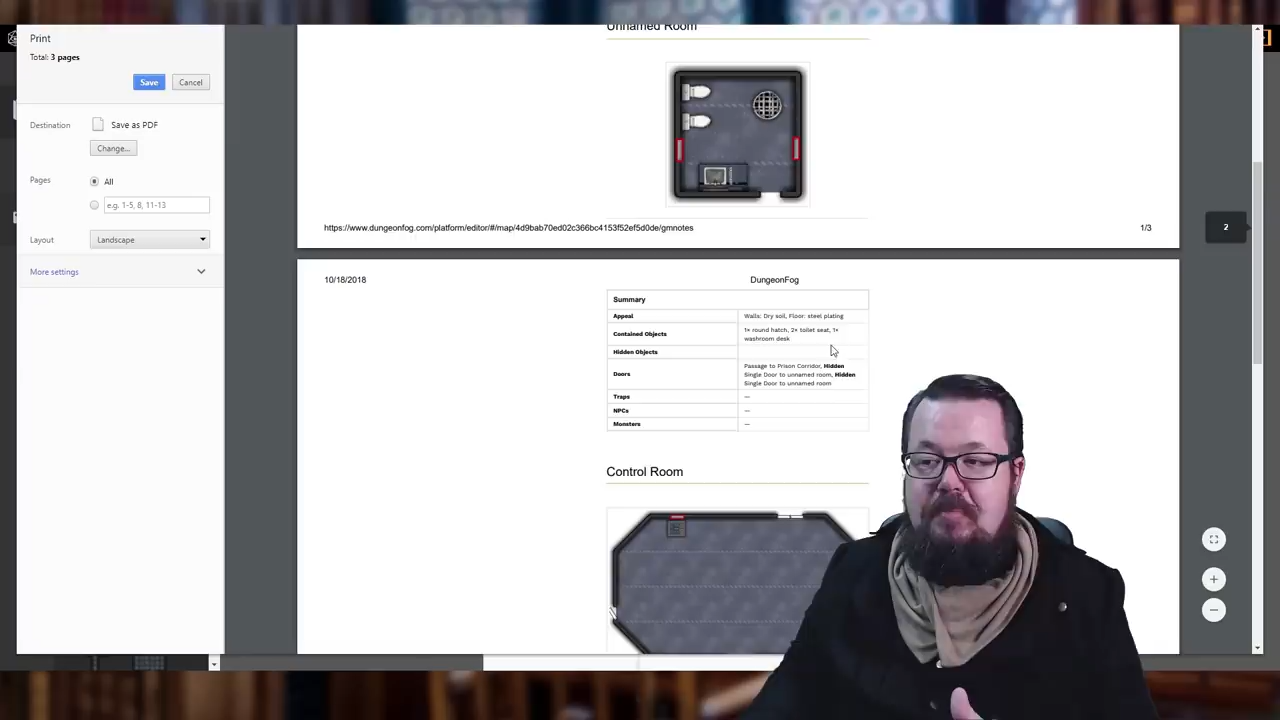 Print
Total: 3 pages
Save
Cancel
Destination
Save as PDF
Change...
Pages
All
e.g. 1-5, 8, 11-13
Layout
Landscape
More settings
Unnamed Room
https://www.dungeonfog.com/platform/editor/#/map/4d9bab70ed02c366bc4153f52ef5d0de/gmnotes
1/3
2
10/18/2018
DungeonFog
Summary
Appeal
Walls: Dry soil, Floor: steel plating
Contained Objects
1× round hatch, 2× toilet seat, 1×
washroom desk
Hidden Objects
Doors
Passage to Prison Corridor, Hidden
Single Door to unnamed room, Hidden
Single Door to unnamed room
Traps
—
NPCs
—
Monsters
—
Control Room